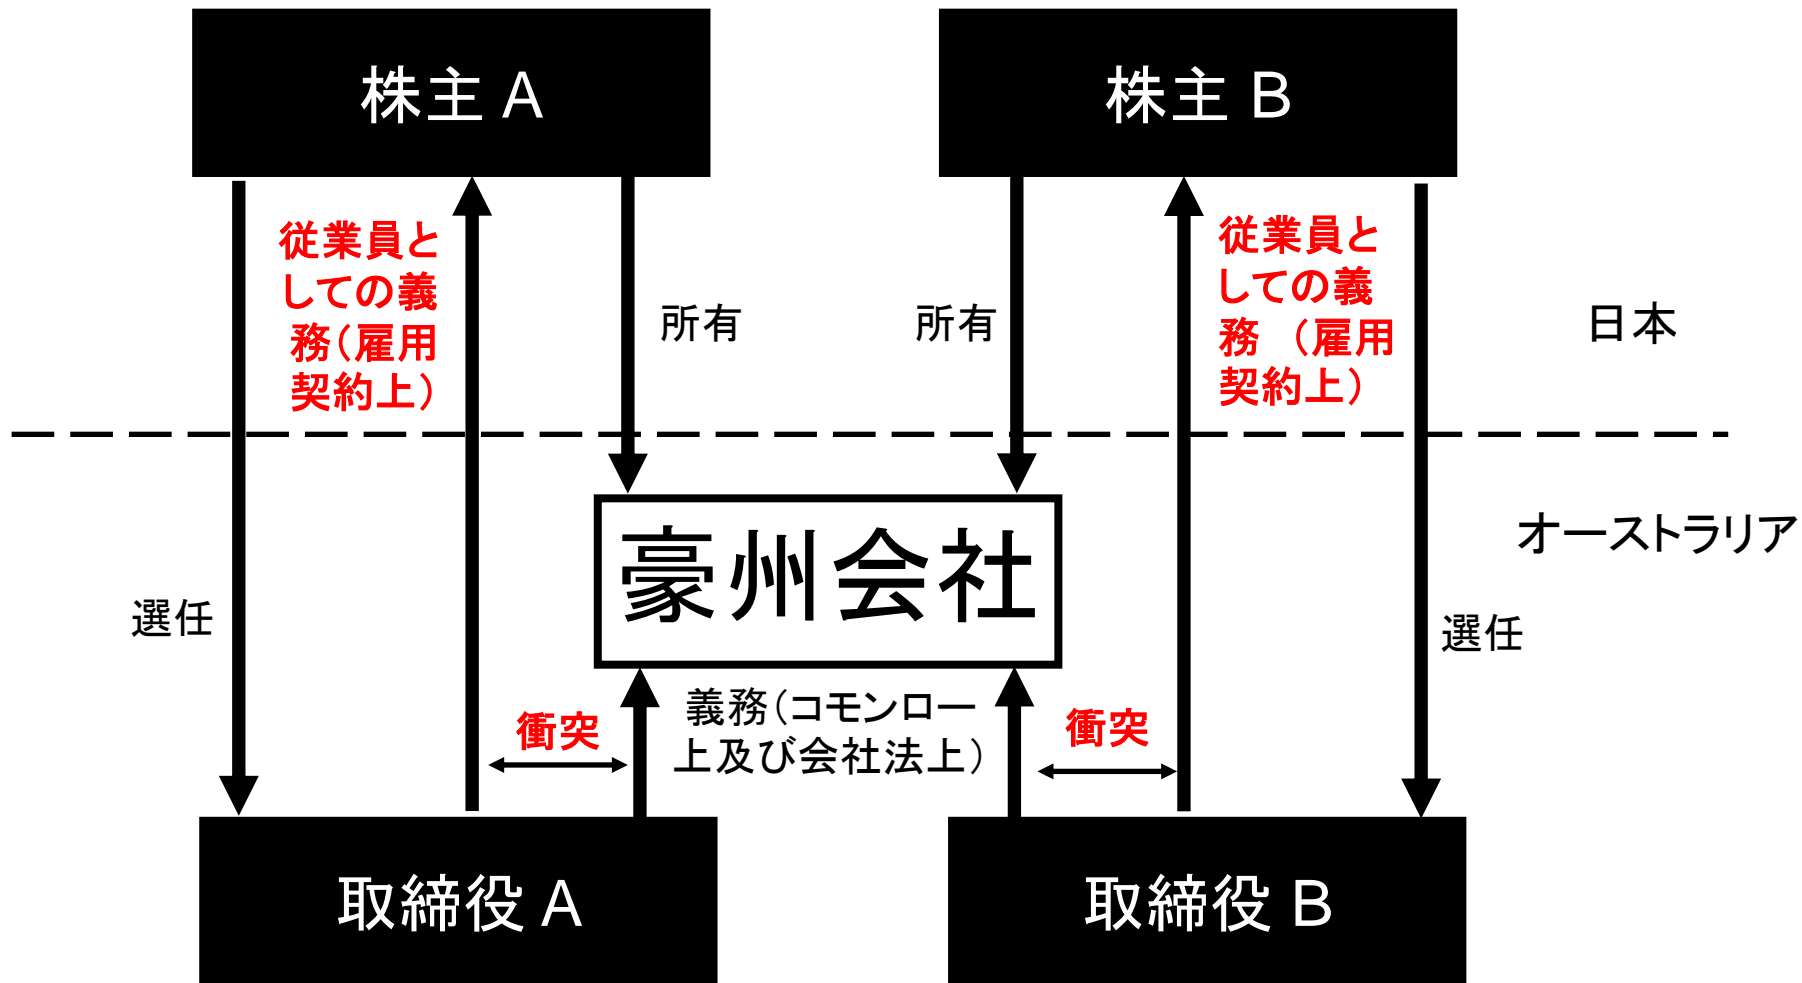 株主 A
株主 B
従業員と
しての義
務（雇用
契約上）
所有
所有
従業員と
しての義
務 （雇用
契約上）
日本
豪州会社
オーストラリア
選任
選任
衝突
義務（コモンロー
上及び会社法上）
衝突
取締役 A
取締役 B